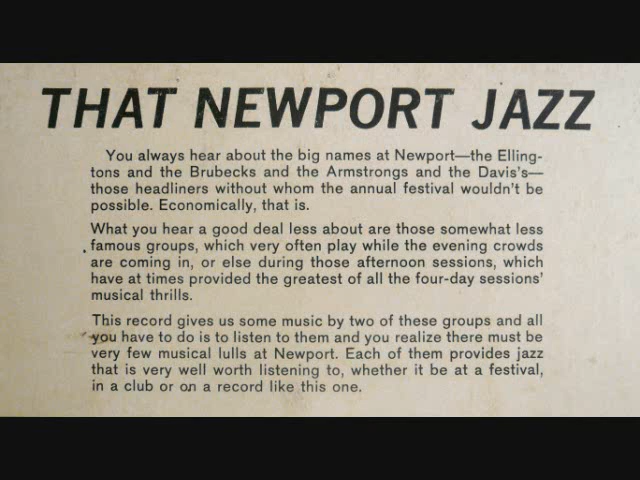 THAT NEWPORT JAZZ
You always hear about the big names at Newport—the Elling-
tons and the Brubecks and the Armstrongs and the Davis's—
those headliners without whom the annual festival wouldn't be
possible. Economically, that is.
What you hear a good deal less about are those somewhat less
famous groups, which very often play while the evening crowds
are coming in, or else during those afternoon sessions, which
have at times provided the greatest of all the four-day sessions'
musical thrills.
This record gives us some music by two of these groups and all
you have to do is to listen to them and you realize there must be
very few musical lulls at Newport. Each of them provides jazz
that is very well worth listening to, whether it be at a festival,
in a club or on a record like this one.